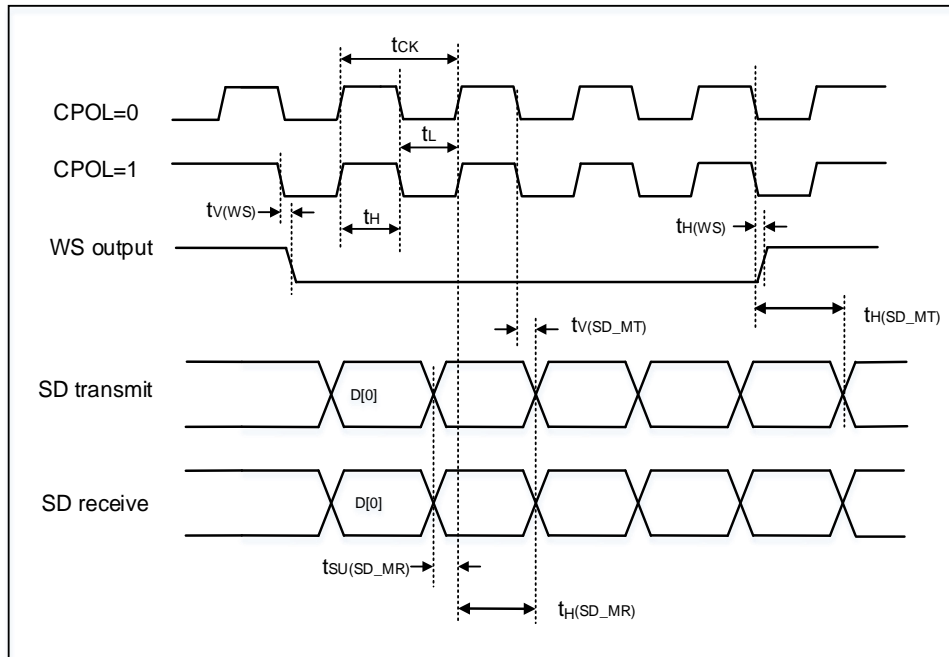 tCK
CPOL=0
tL
CPOL=1
tV(WS)
tH
tH(WS)
WS output
tV(SD_MT)
tH(SD_MT)
SD transmit
D[0]
SD receive
D[0]
tSU(SD_MR)
tH(SD_MR)